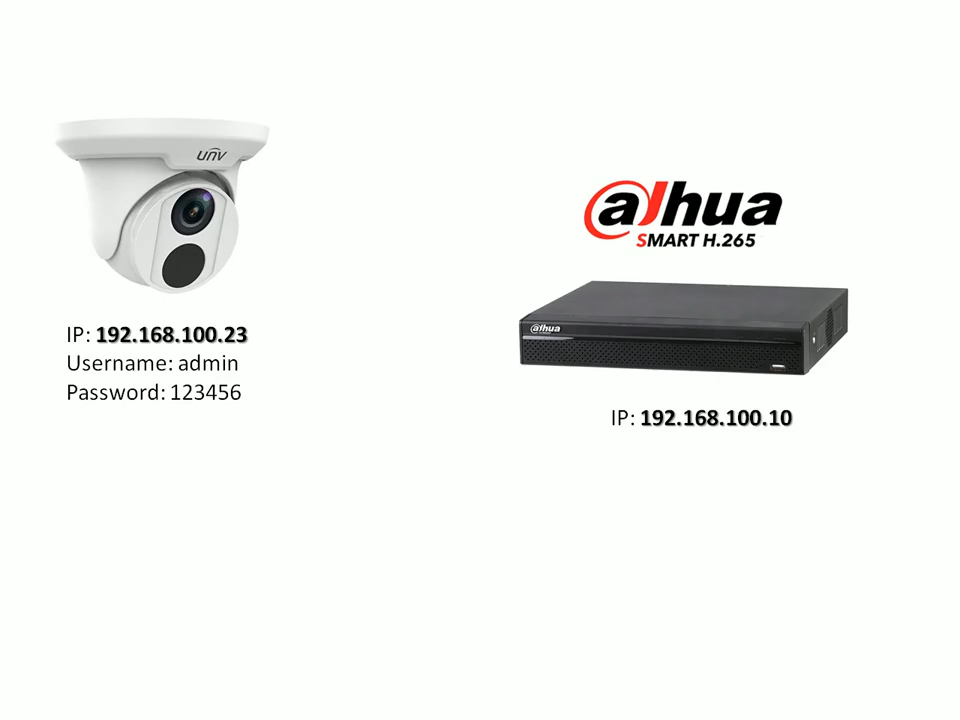 unv
IP: 192.168.100.23
Username: admin
Password: 123456
alhua
SMART H.265
alhua
IP: 192.168.100.10